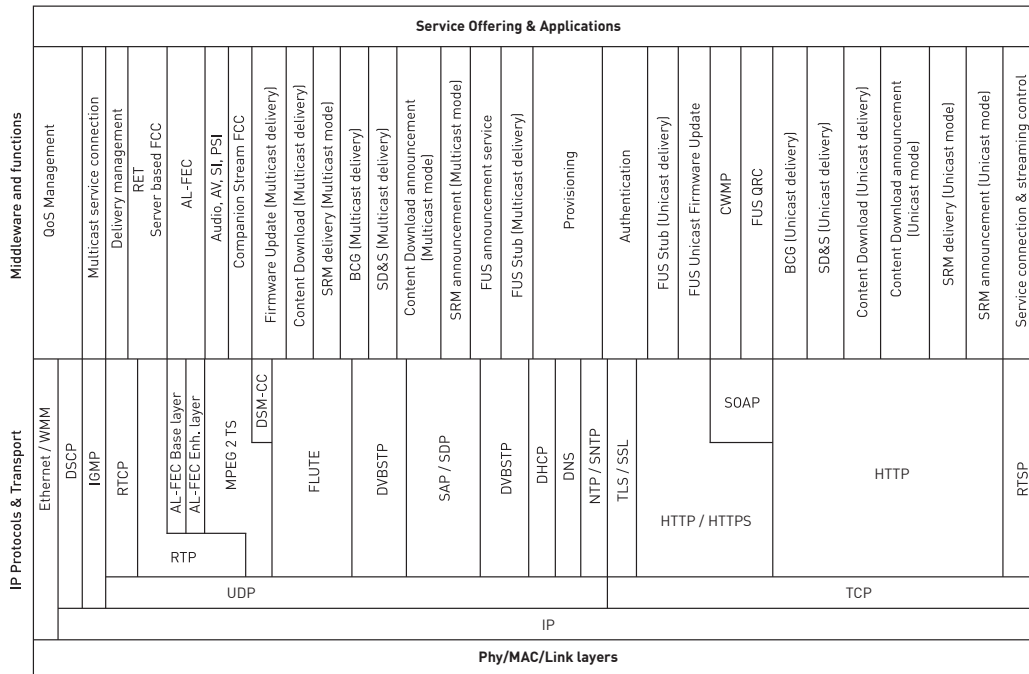 Service Offering & Applications
Middleware and functions
QoS Management
Multicast service connection
Delivery management
RET
Server based FCC
AL-FEC
Audio, AV, SI, PSI
Companion Stream FCC
Firmware Update (Multicast delivery)
Content Download (Multicast delivery)
SRM delivery (Multicast mode)
BCG (Multicast delivery)
SD&S (Multicast delivery)
Content Download announcement
(Multicast mode)
SRM announcement (Multicast mode)
FUS announcement service
FUS Stub (Multicast delivery)
Provisioning
Authentication
FUS Stub (Unicast delivery)
FUS Unicast Firmware Update
CWMP
FUS QRC
BCG (Unicast delivery)
SD&S (Unicast delivery)
Content Download (Unicast delivery)
Content Download announcement
(Unicast mode)
SRM delivery (Unicast mode)
SRM announcement (Unicast mode)
Service connection & streaming control
IP Protocols & Transport
Ethernet / WMM
DSCP
IGMP
RTCP
AL-FEC Base layer
AL-FEC Enh. layer
MPEG 2 TS
DSM-CC
FLUTE
DVBSTP
SAP / SDP
DVBSTP
DHCP
DNS
NTP / SNTP
TLS / SSL
SOAP
HTTP / HTTPS
HTTP
RTSP
RTP
UDP
TCP
IP
Phy/MAC/Link layers